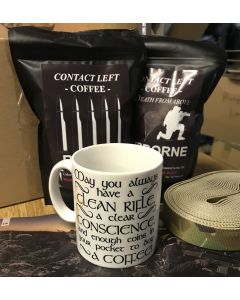 CONTACT LEFT
- COFFEE -
CONTACT LEFT
- COFFEE -
DEATH FROM ABOVE
May you always
have a
CLEAN RIFLE
a clear
CONSCIENCE
and enough coins in
your pocket to buy
a COFFEE